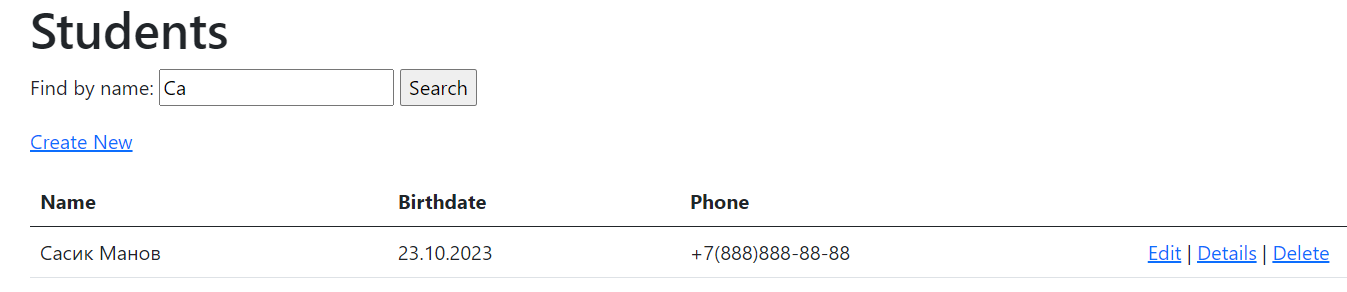 Students
Find by name: Са Search
Create New
Name Birthdate Phone
Сасик Манов 23.10.2023 +7(888)888-88-88 Edit | Details | Delete